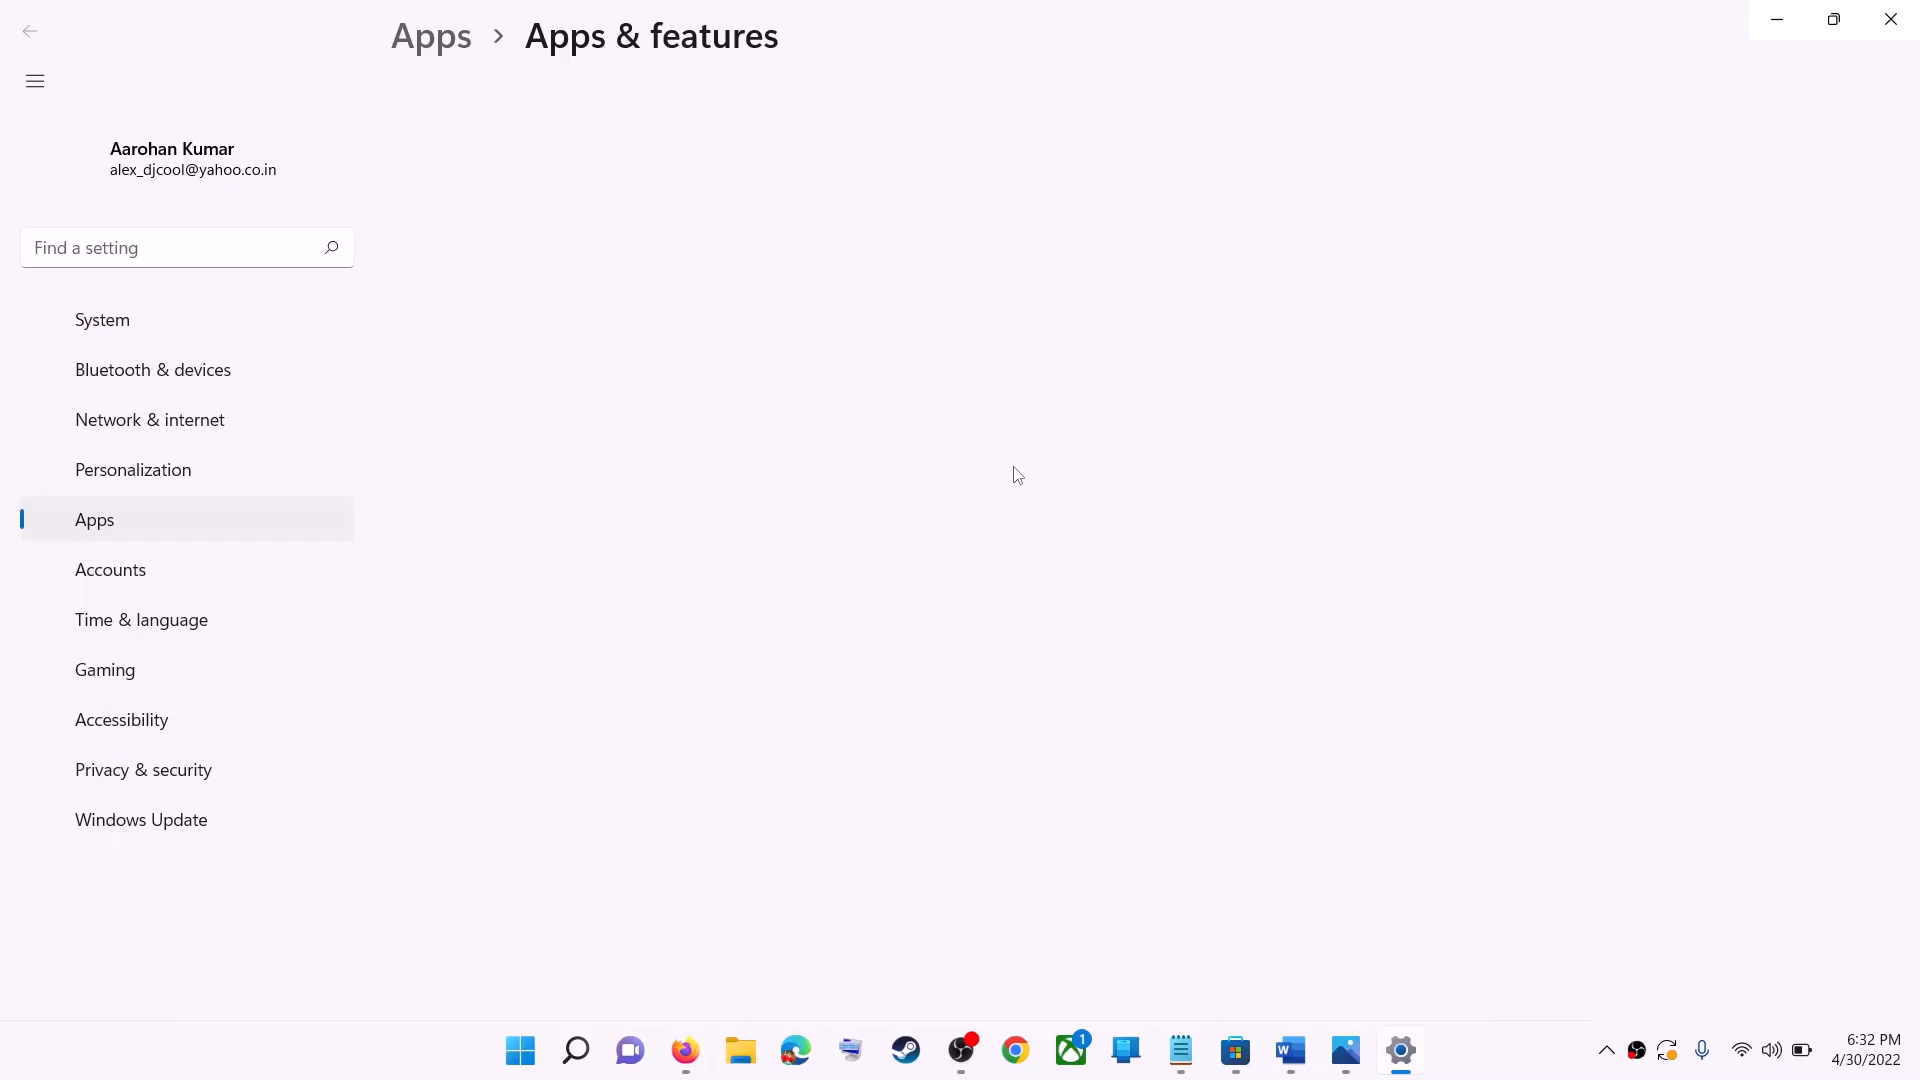 Apps > Apps & features
Aarohan Kumar
alex_djcool@yahoo.co.in
Find a setting
System
Bluetooth & devices
Network & internet
Personalization
Apps
Accounts
Time & language
Gaming
Accessibility
Privacy & security
Windows Update
1
6:32 PM
4/30/2022